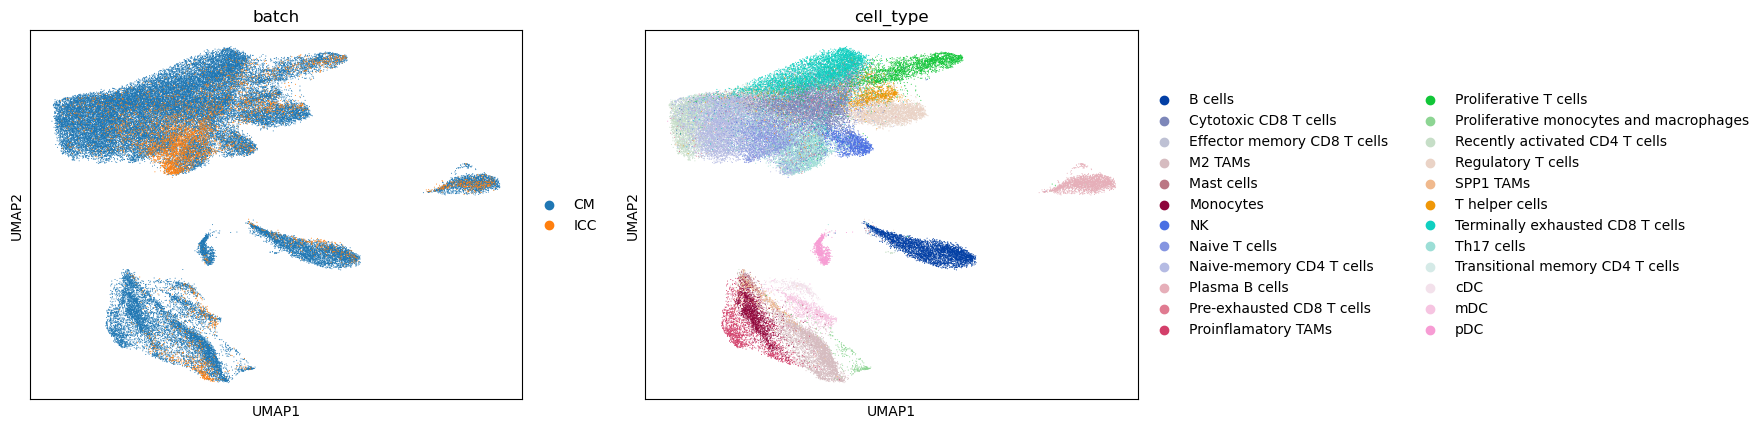 batch
UMAP2
UMAP1
CM
ICC
cell_type
UMAP2
UMAP1
B cells
Cytotoxic CD8 T cells
Effector memory CD8 T cells
M2 TAMs
Mast cells
Monocytes
NK
Naive T cells
Naive-memory CD4 T cells
Plasma B cells
Pre-exhausted CD8 T cells
Proinflamatory TAMs
Proliferative T cells
Proliferative monocytes and macrophages
Recently activated CD4 T cells
Regulatory T cells
SPP1 TAMs
T helper cells
Terminally exhausted CD8 T cells
Th17 cells
Transitional memory CD4 T cells
cDC
mDC
pDC